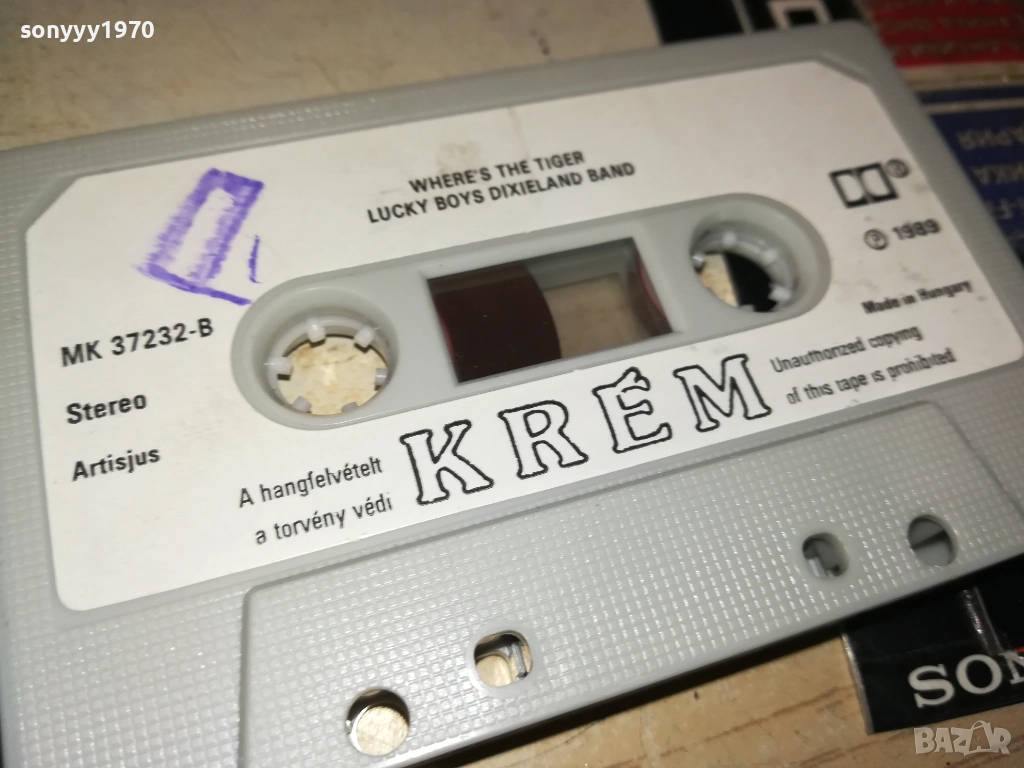 sonyyy1970
WHERE'S THE TIGER
LUCKY BOYS DIXIELAND BAND
B
Ⓟ 1989
Made in Hungary
MK 37232-B
Stereo
Artisjus
A hangfelvételt
a torvény védi
KRÉM
Unauthorized copying
of this tape is prohibited
SON
BAZAR